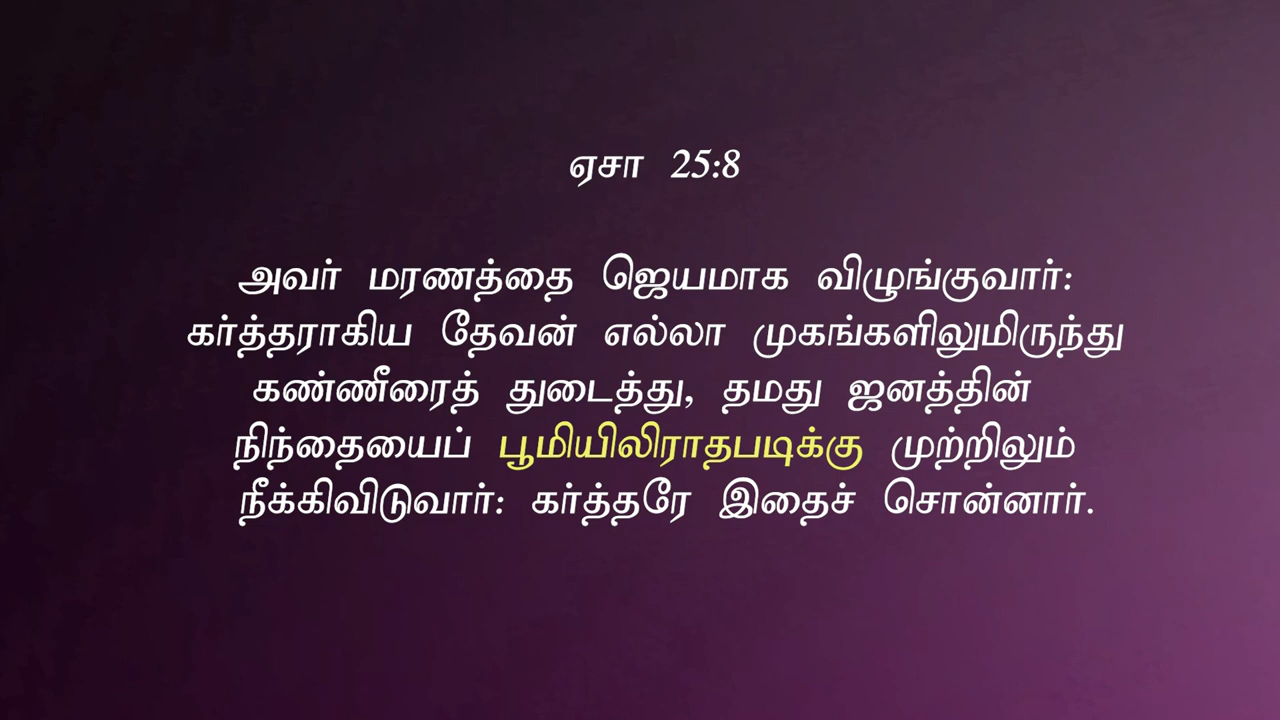 ஏசா 25:8
அவர் மரணத்தை ஜெயமாக விழுங்குவார்:
கர்த்தராகிய தேவன் எல்லா முகங்களிலுமிருந்து
கண்ணீரைத் துடைத்து, தமது ஜனத்தின்
நிந்தையைப் பூமியிலிராதபடிக்கு முற்றிலும்
நீக்கிவிடுவார்: கர்த்தரே இதைச் சொன்னார்.